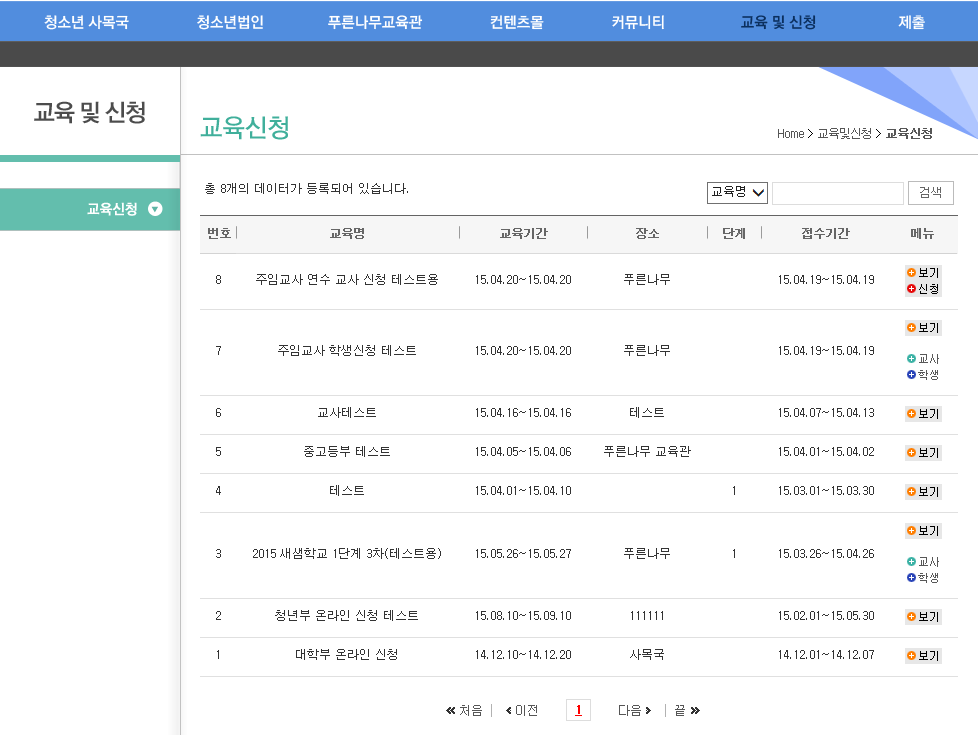 청소년 사목국 청소년법인 푸른나무교육관 컨텐츠몰 커뮤니티 교육 및 신청 제출
교육 및 신청
교육신청
Home > 교육및신청 > 교육신청
교육신청
총 8개의 데이터가 등록되어 있습니다.
교육명 검색
번호 교육명 교육기간 장소 단계 접수기간 메뉴
8 주임교사 연수 교사 신청 테스트용 15.04.20~15.04.20 푸른나무 15.04.19~15.04.19 보기
신청
7 주임교사 학생신청 테스트 15.04.20~15.04.20 푸른나무 15.04.19~15.04.19 보기
교사
학생
6 교사테스트 15.04.16~15.04.16 테스트 15.04.07~15.04.13 보기
5 중고등부 테스트 15.04.05~15.04.06 푸른나무 교육관 15.04.01~15.04.02 보기
4 테스트 15.04.01~15.04.10 1 15.03.01~15.03.30 보기
3 2015 새샘학교 1단계 3차(테스트용) 15.05.26~15.05.27 푸른나무 1 15.03.26~15.04.26 보기
교사
학생
2 청년부 온라인 신청 테스트 15.08.10~15.09.10 111111 15.02.01~15.05.30 보기
1 대학부 온라인 신청 14.12.10~14.12.20 사목국 14.12.01~14.12.07 보기
« 처음 | ‹ 이전 1 다음 › | 끝 »